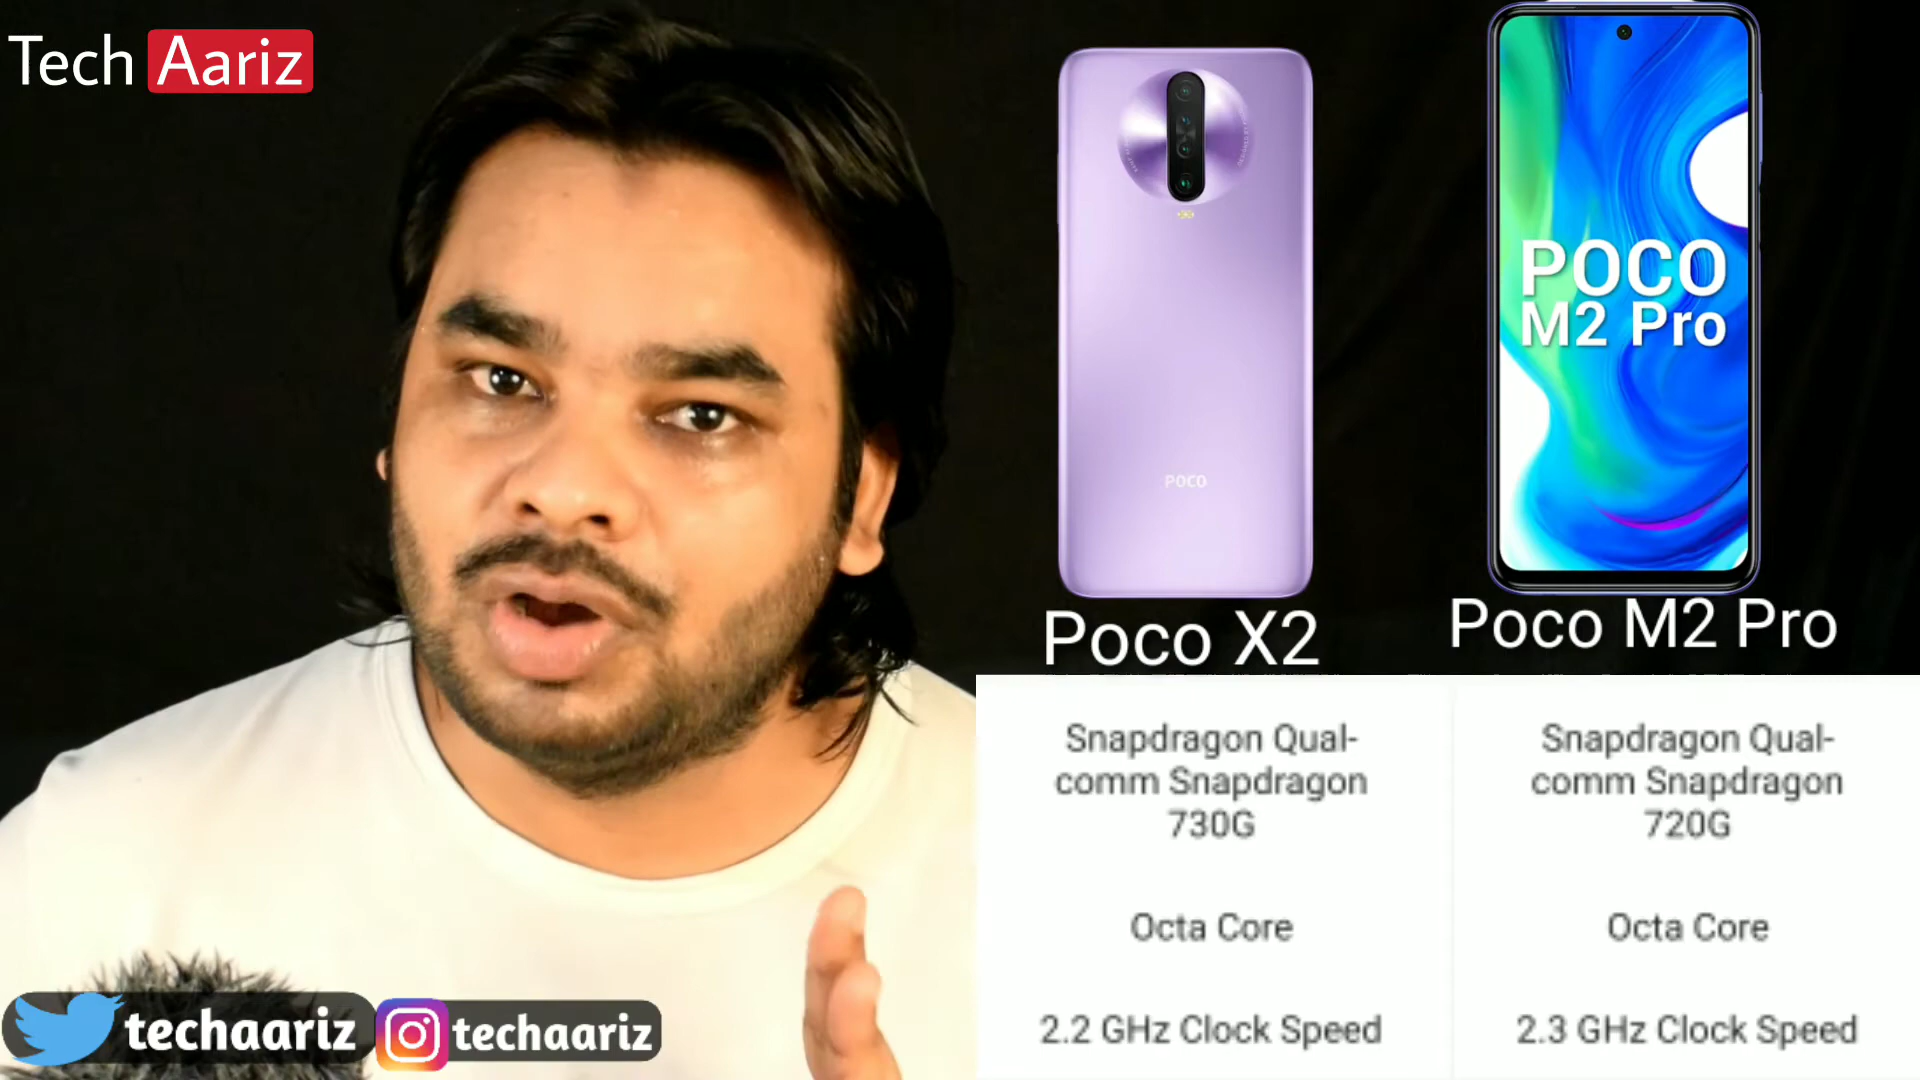 Tech Aariz
POCO
POCO
M2 Pro
Poco X2
Poco M2 Pro
Snapdragon Qual-
comm Snapdragon
730G
Octa Core
2.2 GHz Clock Speed
Snapdragon Qual-
comm Snapdragon
720G
Octa Core
2.3 GHz Clock Speed
techaariz
techaariz